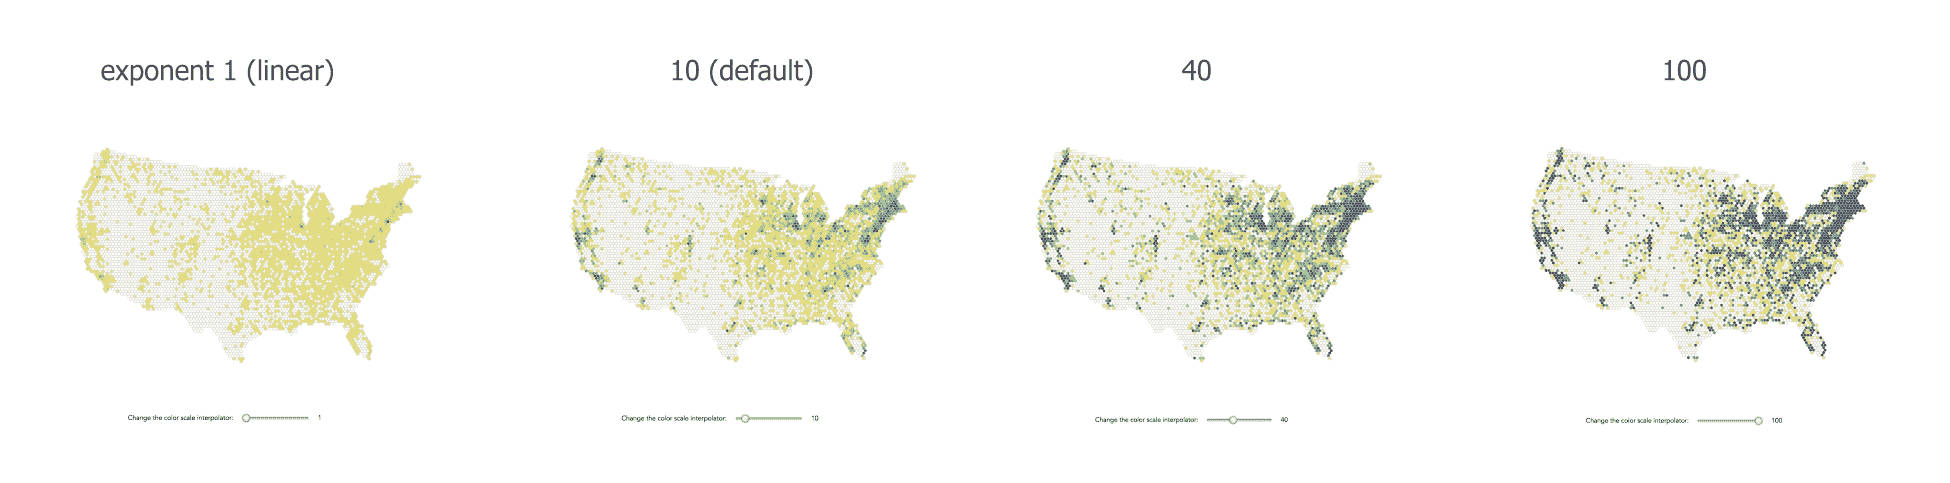 exponent 1 (linear)
10 (default)
40
100
Change the color scale interpolator: 1
Change the color scale interpolator: 10
Change the color scale interpolator: 40
Change the color scale interpolator: 100